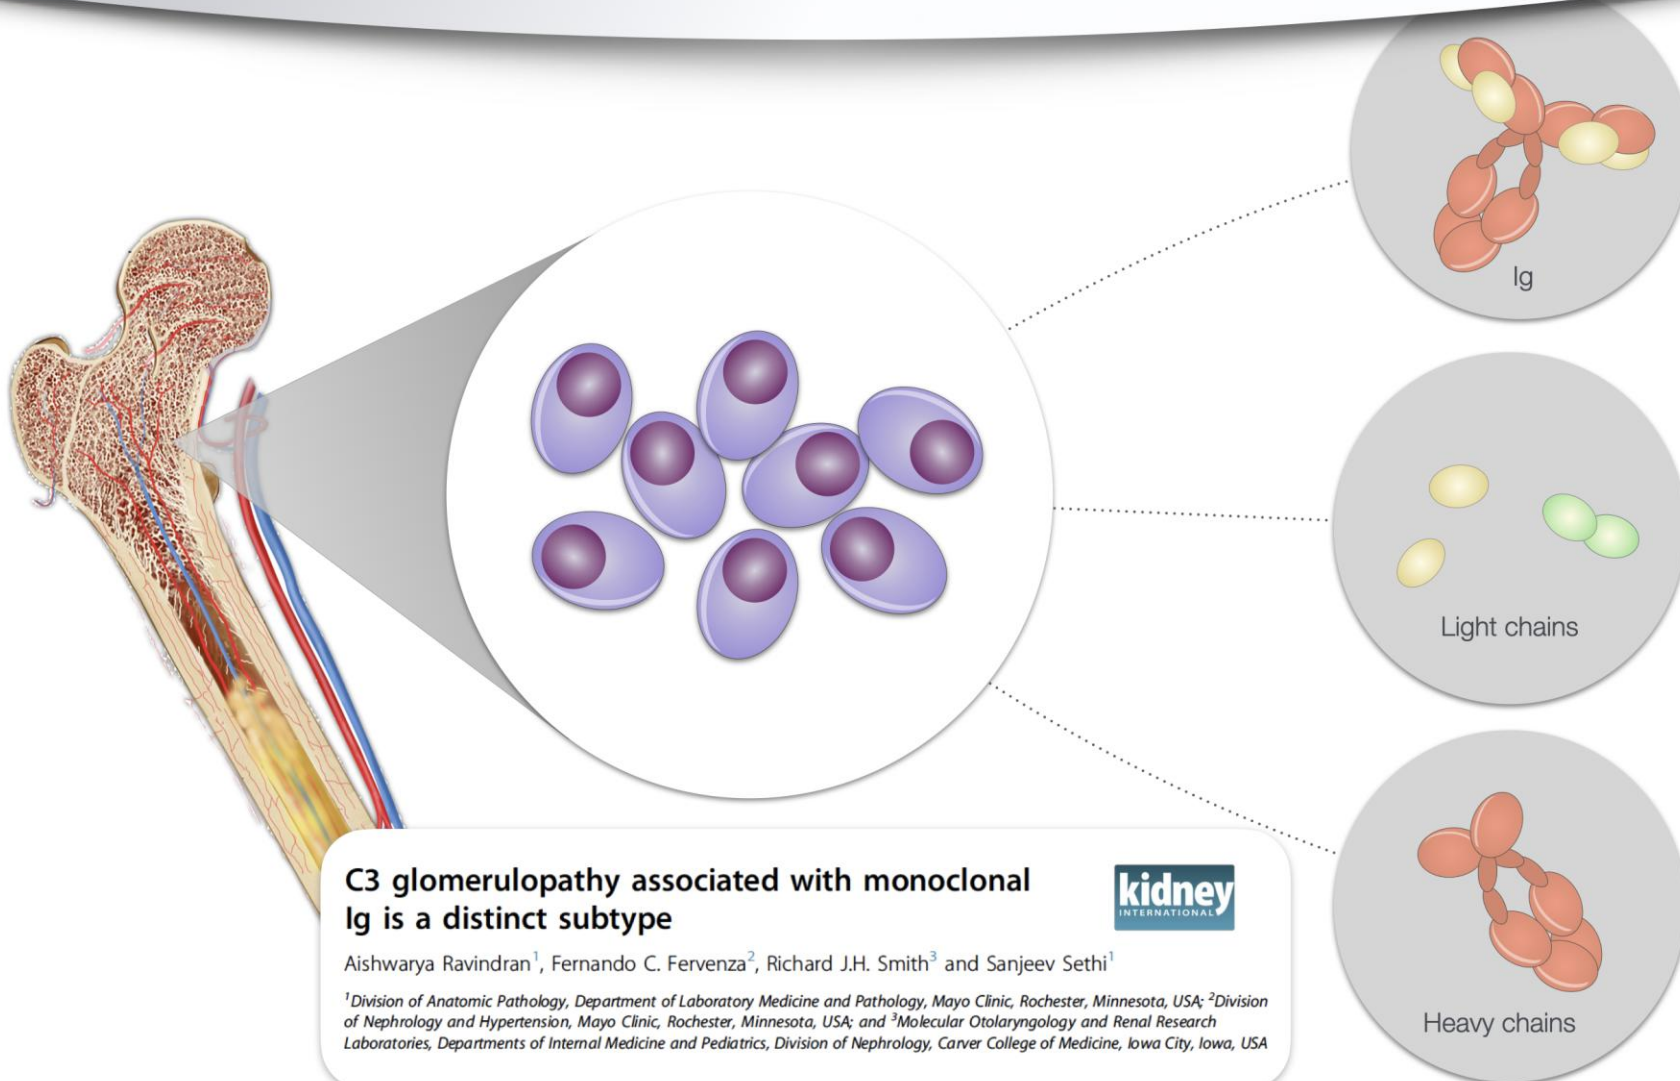 Ig
Light chains
Heavy chains
C3 glomerulopathy associated with monoclonal
Ig is a distinct subtype
kidney
INTERNATIONAL
Aishwarya Ravindran¹, Fernando C. Fervenza², Richard J.H. Smith³ and Sanjeev Sethi¹
¹Division of Anatomic Pathology, Department of Laboratory Medicine and Pathology, Mayo Clinic, Rochester, Minnesota, USA; ²Division
of Nephrology and Hypertension, Mayo Clinic, Rochester, Minnesota, USA; and ³Molecular Otolaryngology and Renal Research
Laboratories, Departments of Internal Medicine and Pediatrics, Division of Nephrology, Carver College of Medicine, Iowa City, Iowa, USA